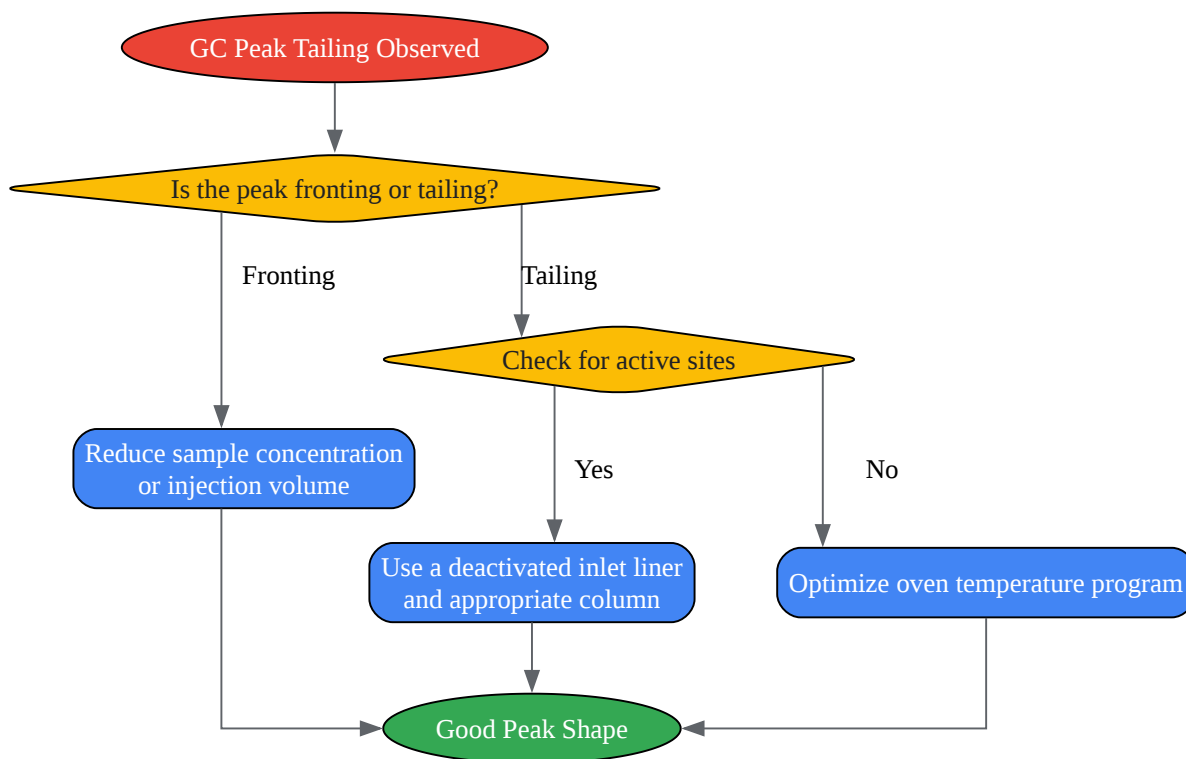 GC Peak Tailing Observed
Is the peak fronting or tailing?
Fronting
Tailing
Check for active sites
Reduce sample concentration
or injection volume
Yes
No
Use a deactivated inlet liner
and appropriate column
Optimize oven temperature program
Good Peak Shape